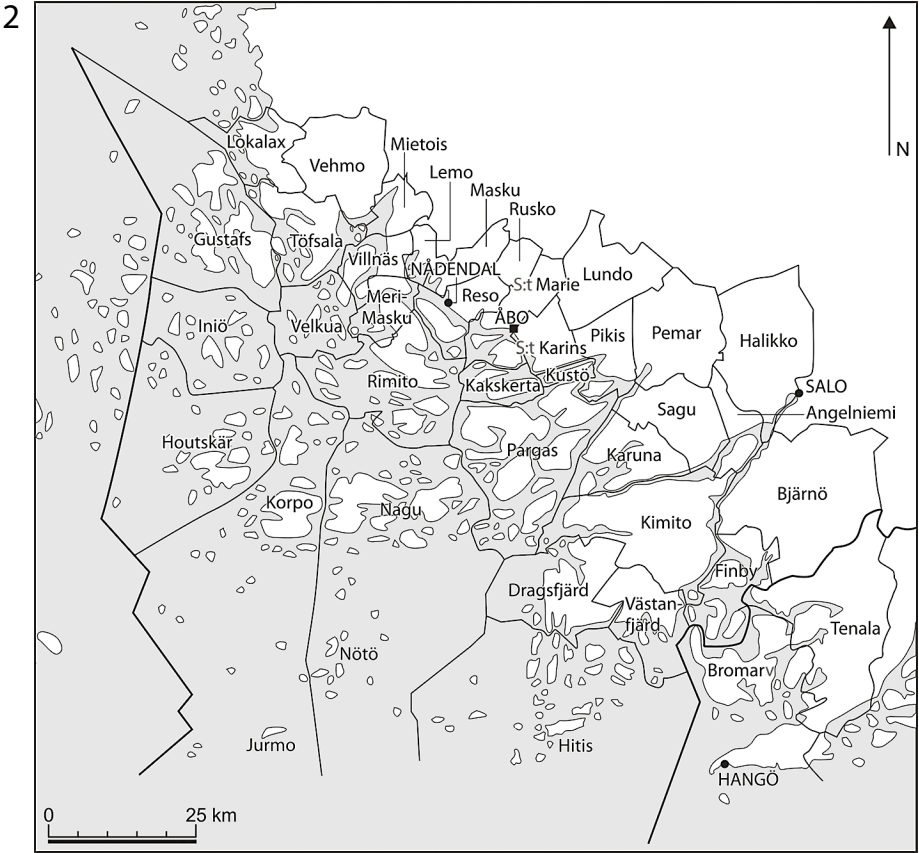 2
N
Lokalax
Vehmo
Mietois
Lemo
Masku
Rusko
Gustafs
Töfsala
Villnäs
NÅDENDAL
Lundo
S:t Marie
Meri-
Masku
Reso
ÅBO
Iniö
Velkua
Pikis
Pemar
Halikko
S:t Karins
Rimito
Kakskerta
Kustö
SALO
Sagu
Angelniemi
Houtskär
Pargas
Karuna
Bjärnö
Korpo
Nagu
Kimito
Finby
Dragsfjärd
Västan-
fjärd
Tenala
Nötö
Bromarv
Jurmo
Hitis
HANGÖ
0 25 km